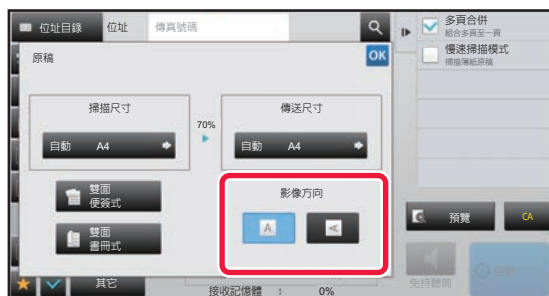 位址目錄
位址
傳真號碼
多頁合併
組合多頁至一頁
慢速掃描模式
掃描薄紙原稿
原稿
OK
掃描尺寸
70%
傳送尺寸
自動 A4
自動 A4
雙面
便簽式
雙面
書冊式
影像方向
A
A
預覽
CA
其它
接收記憶體 : 0%
免持聽筒
啟動